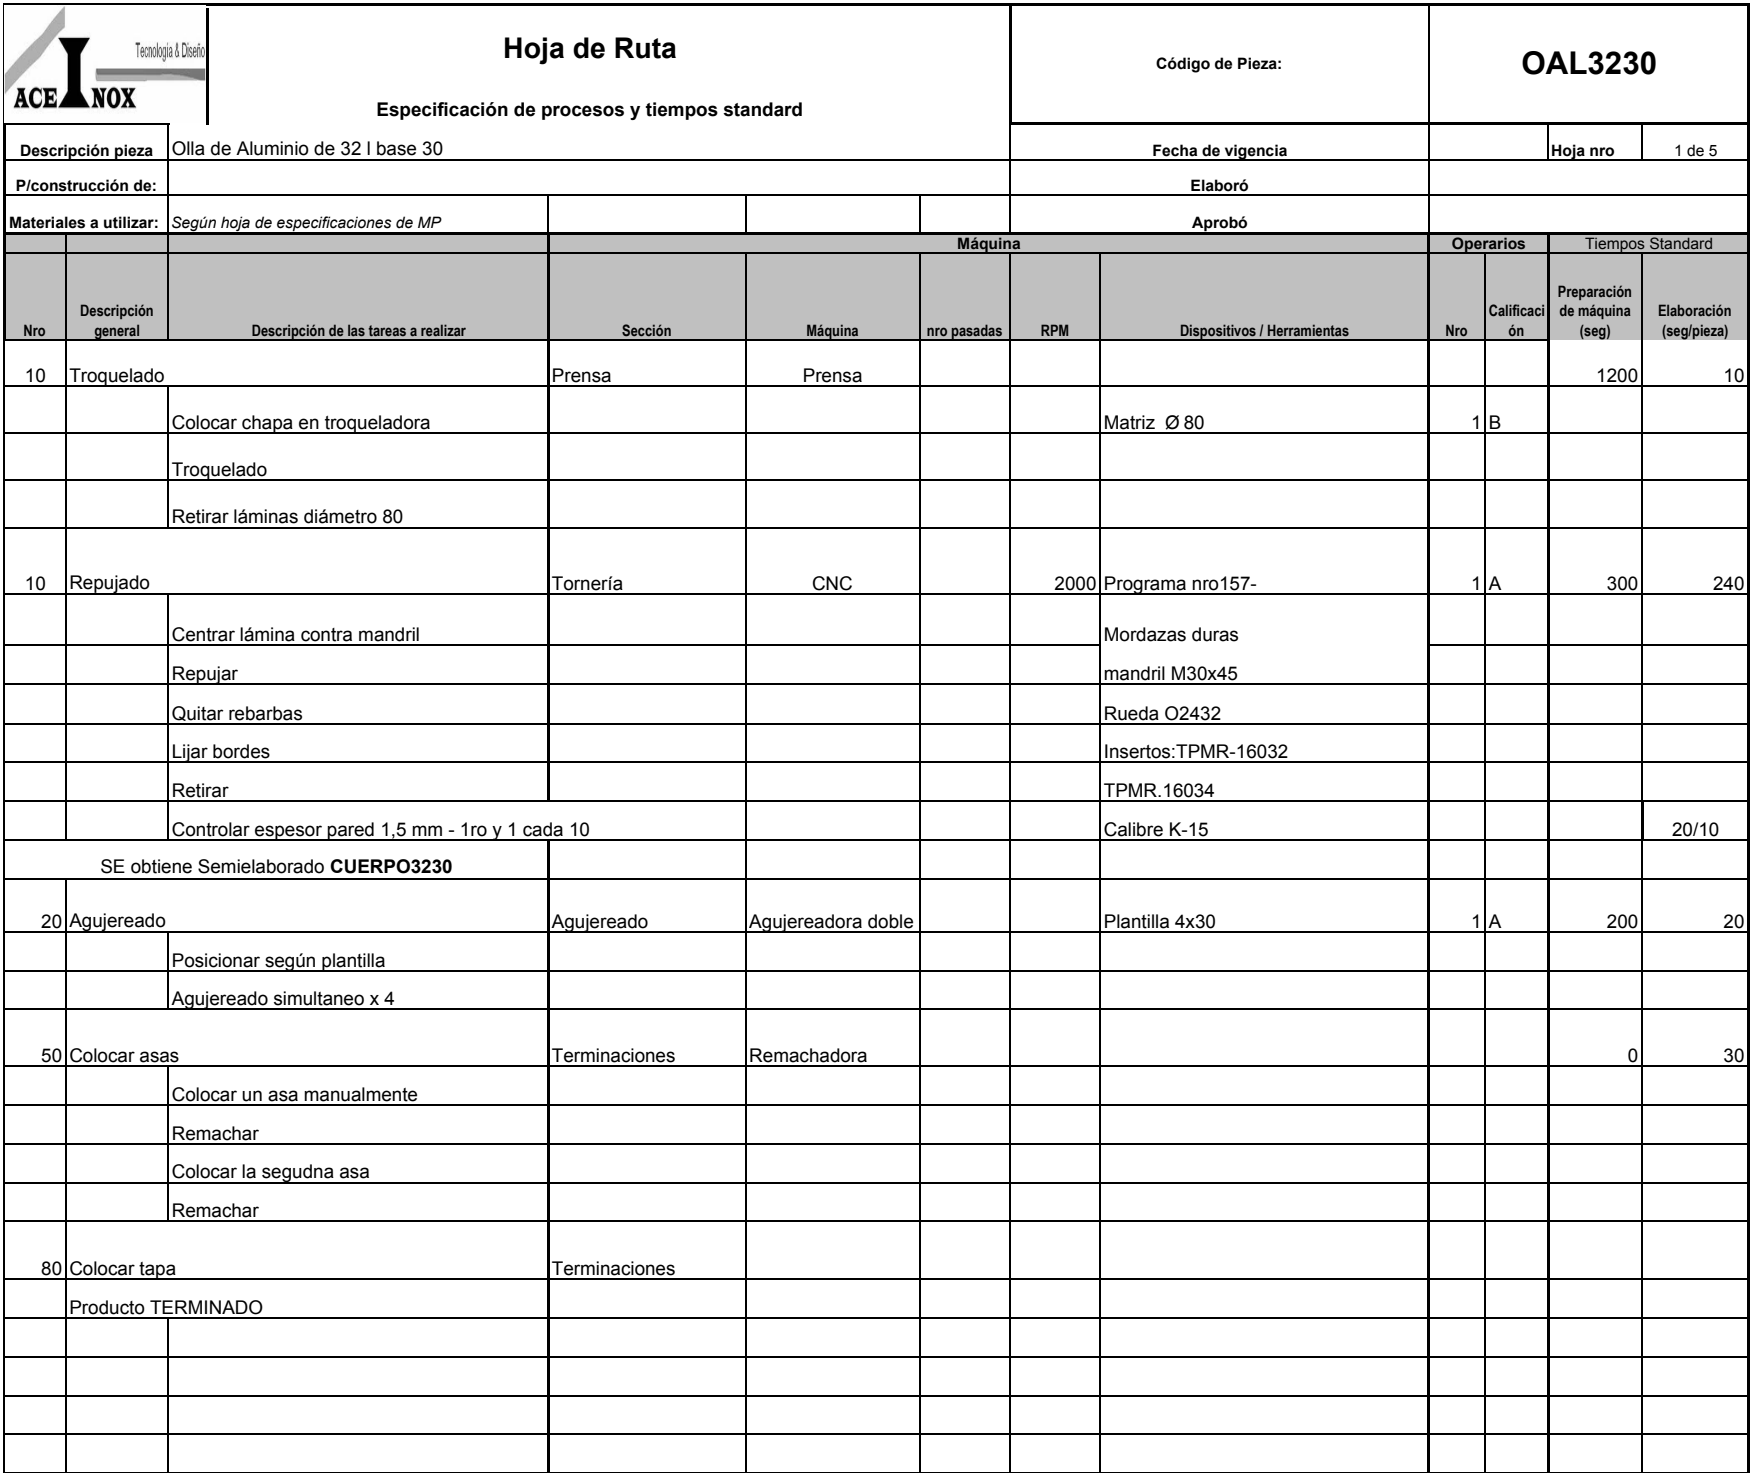 Tecnología & Diseño
ACE NOX
Hoja de Ruta
Especificación de procesos y tiempos standard
Código de Pieza:
OAL3230
Descripción pieza Olla de Aluminio de 32 l base 30 Fecha de vigencia Hoja nro 1 de 5
P/construcción de: Elaboró
Materiales a utilizar: Según hoja de especificaciones de MP Aprobó
Máquina Operarios Tiempos Standard
Nro Descripción general Descripción de las tareas a realizar Sección Máquina nro pasadas RPM Dispositivos / Herramientas Nro Calificación Preparación de máquina (seg) Elaboración (seg/pieza)
10 Troquelado Prensa Prensa 1200 10
Colocar chapa en troqueladora Matriz Ø 80 1 B
Troquelado
Retirar láminas diámetro 80
10 Repujado Tornería CNC 2000 Programa nro157- 1 A 300 240
Centrar lámina contra mandril Mordazas duras
Repujar mandril M30x45
Quitar rebarbas Rueda O2432
Lijar bordes Insertos:TPMR-16032
Retirar TPMR.16034
Controlar espesor pared 1,5 mm - 1ro y 1 cada 10 Calibre K-15 20/10
SE obtiene Semielaborado CUERPO3230
20 Agujereado Agujereado Agujereadora doble Plantilla 4x30 1 A 200 20
Posicionar según plantilla
Agujereado simultaneo x 4
50 Colocar asas Terminaciones Remachadora 0 30
Colocar un asa manualmente
Remachar
Colocar la segudna asa
Remachar
80 Colocar tapa Terminaciones
Producto TERMINADO